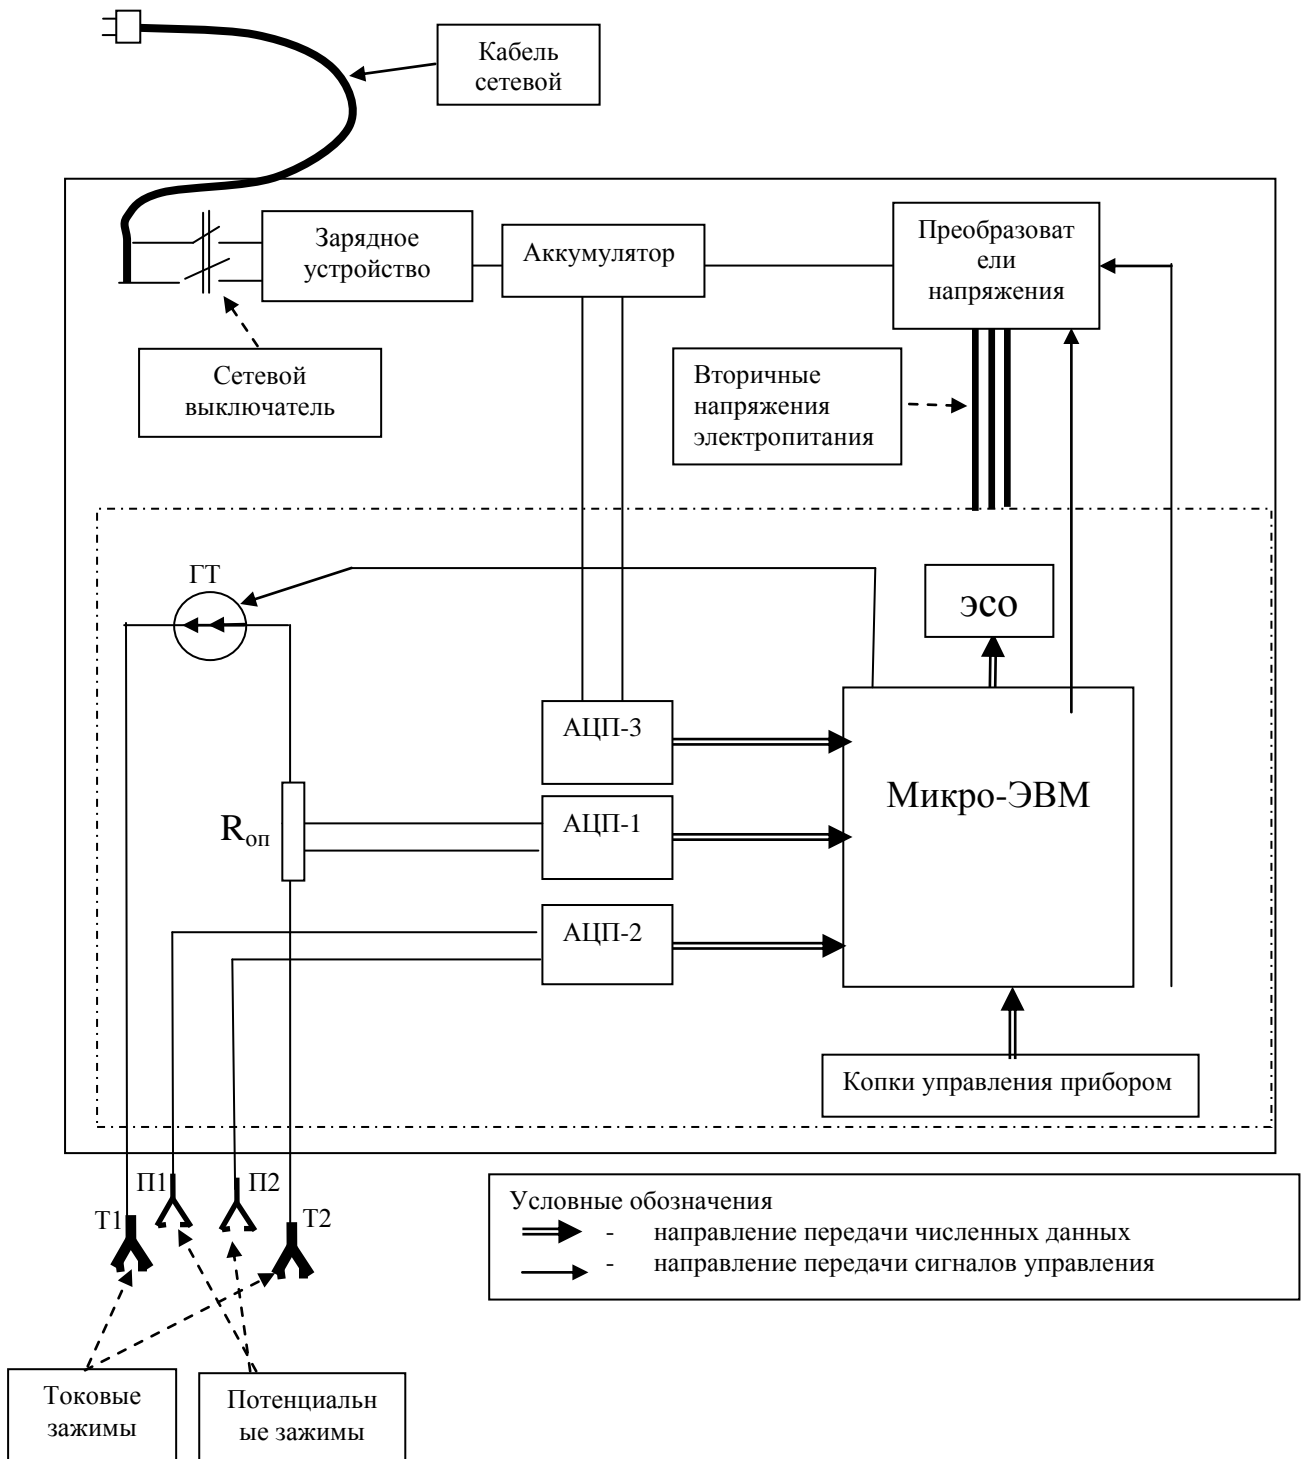 Кабель
сетевой
Зарядное
устройство
Аккумулятор
Преобразоват
ели
напряжения
Сетевой
выключатель
Вторичные
напряжения
электропитания
ГТ
эсо
АЦП-3
Микро-ЭВМ
Rоп
АЦП-1
АЦП-2
Копки управления прибором
П1
П2
Т1
Т2
Условные обозначения
- направление передачи численных данных
- направление передачи сигналов управления
Токовые
зажимы
Потенциальн
ые зажимы